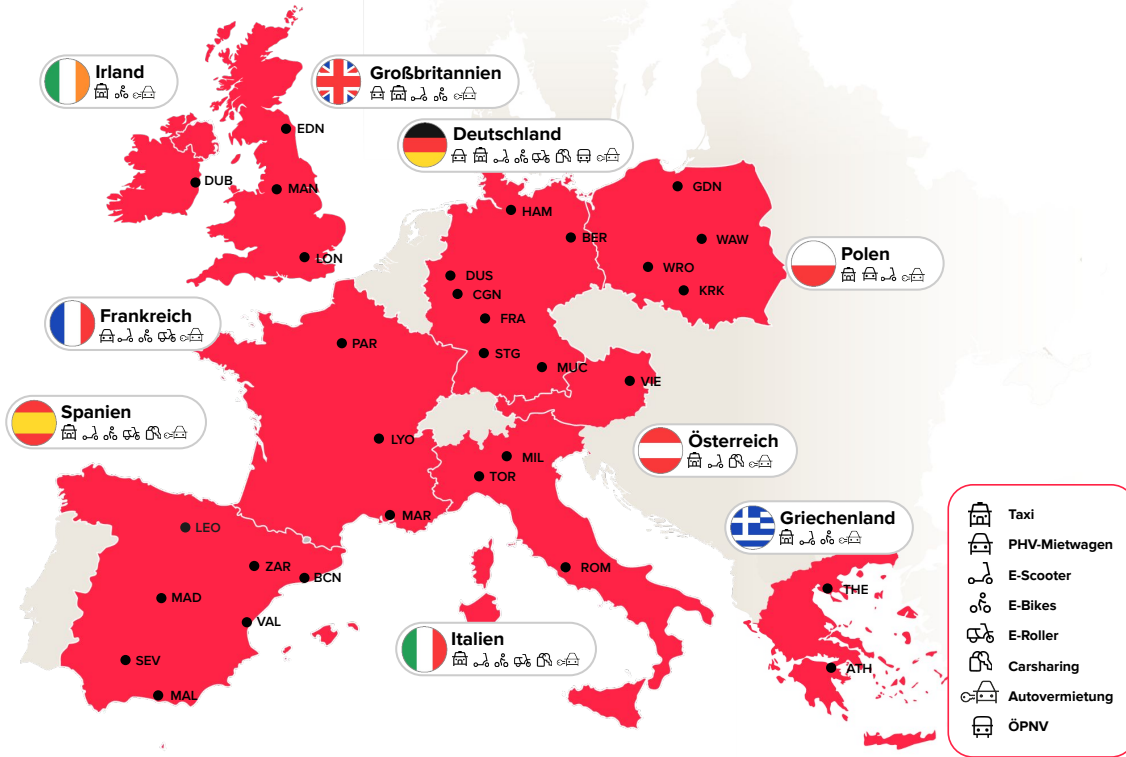 Irland
Großbritannien
EDN
Deutschland
DUB
MAN
GDN
HAM
BER
WAW
Polen
LON
WRO
DUS
KRK
CGN
Frankreich
FRA
PAR
STG
MUC
VIE
Spanien
LYO
Österreich
MIL
TOR
MAR
Griechenland
LEO
Taxi
PHV-Mietwagen
ZAR
BCN
ROM
E-Scooter
THE
MAD
E-Bikes
VAL
E-Roller
Italien
SEV
ATH
Carsharing
MAL
Autovermietung
ÖPNV